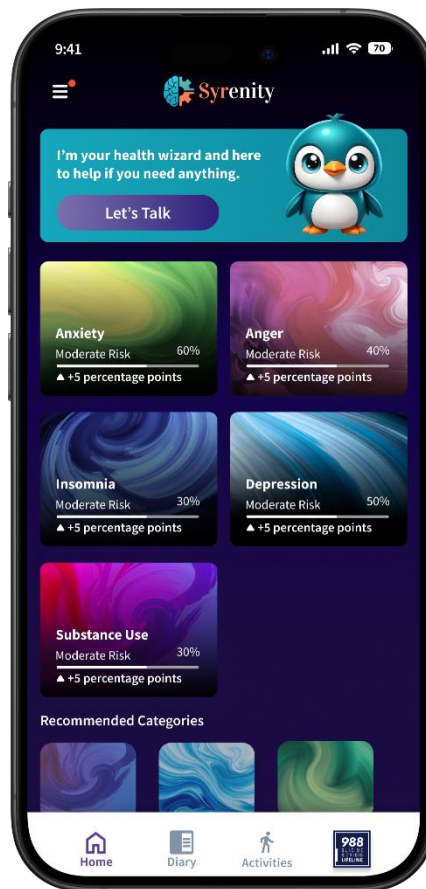 9:41
70
Syrenity
I'm your health wizard and here
to help if you need anything.
Let's Talk
Anxiety
Moderate Risk 60%
▲ +5 percentage points
Anger
Moderate Risk 40%
▲ +5 percentage points
Insomnia
Moderate Risk 30%
▲ +5 percentage points
Depression
Moderate Risk 50%
▲ +5 percentage points
Substance Use
Moderate Risk 30%
▲ +5 percentage points
Recommended Categories
Home
Diary
Activities
988
LIFELINE